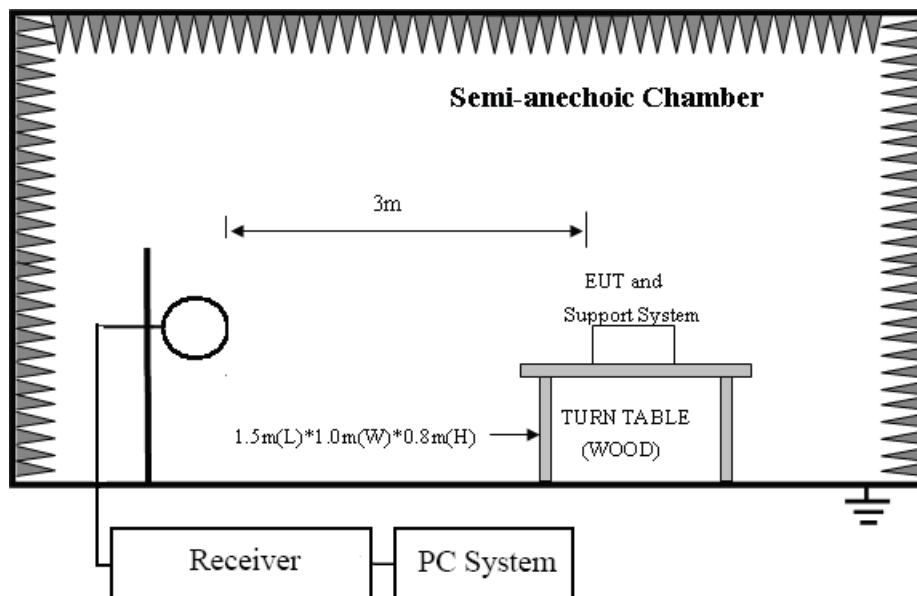 Semi-anechoic Chamber
3m
EUT and
Support System
1.5m(L)*1.0m(W)*0.8m(H)
TURN TABLE
(WOOD)
Receiver
PC System